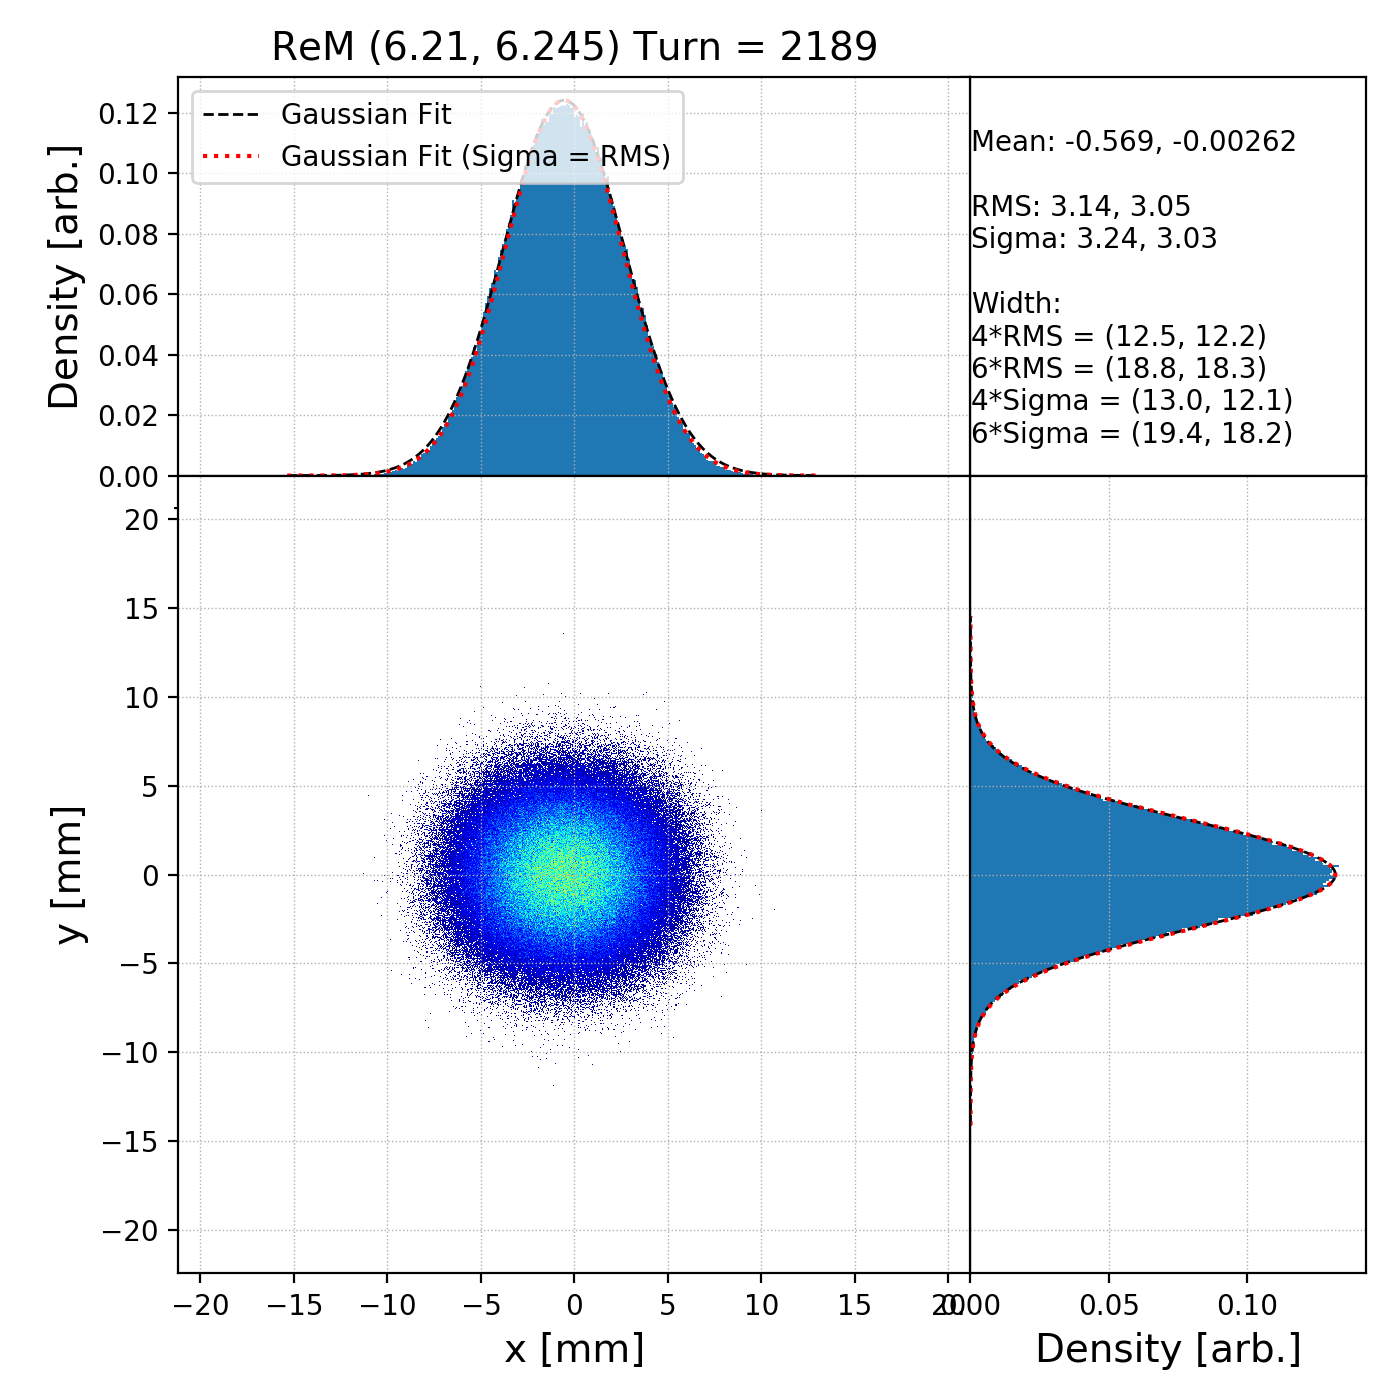 ReM (6.21, 6.245) Turn = 2189
Gaussian Fit
Gaussian Fit (Sigma = RMS)
Density [arb.]
0.12
0.10
0.08
0.06
0.04
0.02
0.00
Mean: -0.569, -0.00262
RMS: 3.14, 3.05
Sigma: 3.24, 3.03
Width:
4*RMS = (12.5, 12.2)
6*RMS = (18.8, 18.3)
4*Sigma = (13.0, 12.1)
6*Sigma = (19.4, 18.2)
y [mm]
20
15
10
5
0
−5
−10
−15
−20
−20 −15 −10 −5 0 5 10 15 20
x [mm]
0.00 0.05 0.10
Density [arb.]